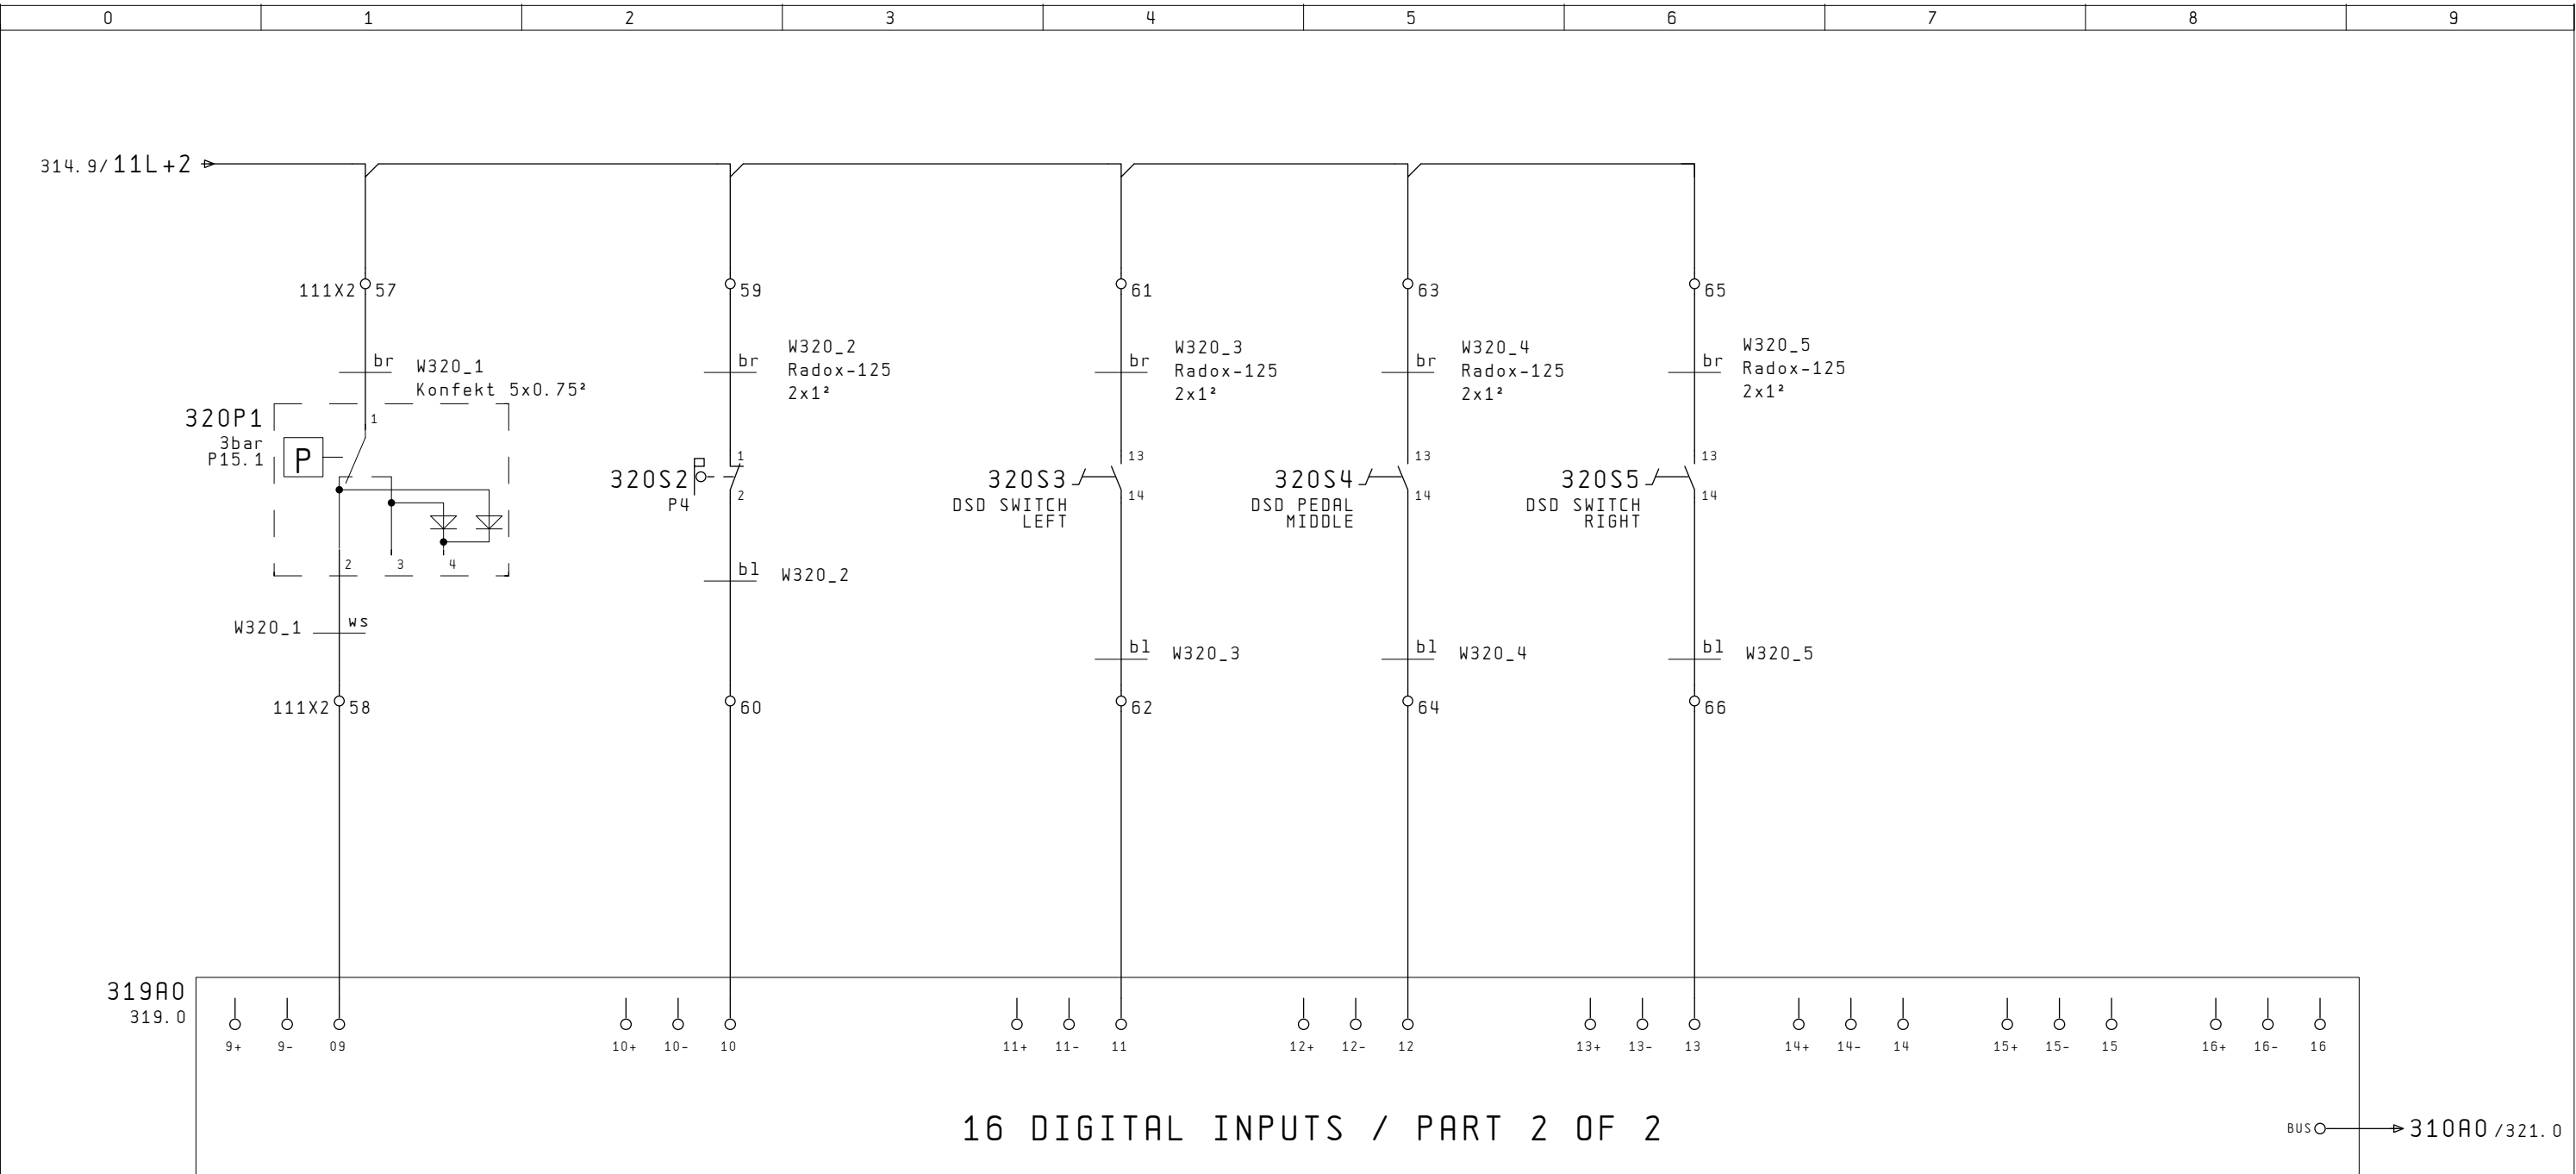 0 1 2 3 4 5 6 7 8 9
314.9/11L+2
111X2 57
59
61
63
65
br W320_1
Konfekt 5x0.75²
br W320_2
Radox-125
2x1²
br W320_3
Radox-125
2x1²
br W320_4
Radox-125
2x1²
br W320_5
Radox-125
2x1²
320P1
3bar
P15.1
P
1
2 3 4
320S2
P4
1
2
320S3
DSD SWITCH
LEFT
13
14
320S4
DSD PEDAL
MIDDLE
13
14
320S5
DSD SWITCH
RIGHT
13
14
W320_1 ws
bl W320_2
bl W320_3
bl W320_4
bl W320_5
111X2 58
60
62
64
66
319A0
319.0
9+ 9- 09 10+ 10- 10 11+ 11- 11 12+ 12- 12 13+ 13- 13 14+ 14- 14 15+ 15- 15 16+ 16- 16
16 DIGITAL INPUTS / PART 2 OF 2
BUS 310A0/321.0